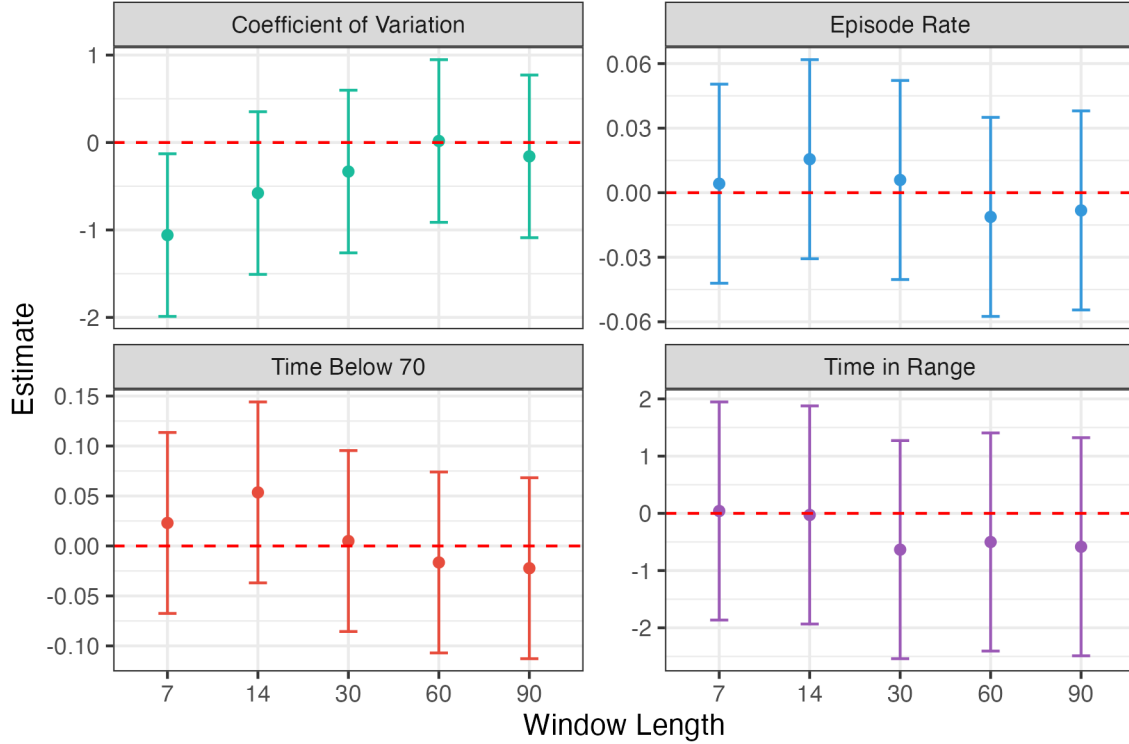 Coefficient of Variation
Episode Rate
1
0
-1
-2
0.06
0.03
0.00
-0.03
-0.06
Estimate
Time Below 70
Time in Range
0.15
0.10
0.05
0.00
-0.05
-0.10
2
1
0
-1
-2
7 14 30 60 90
7 14 30 60 90
Window Length